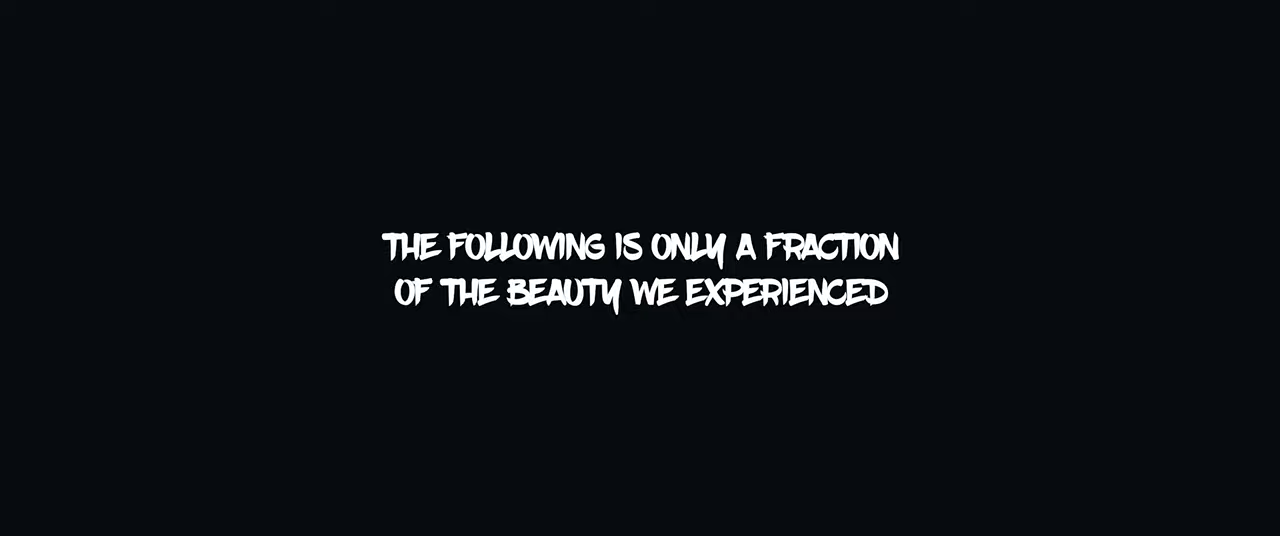 THE FOLLOWING IS ONLY A FRACTION
OF THE BEAUTY WE EXPERIENCED